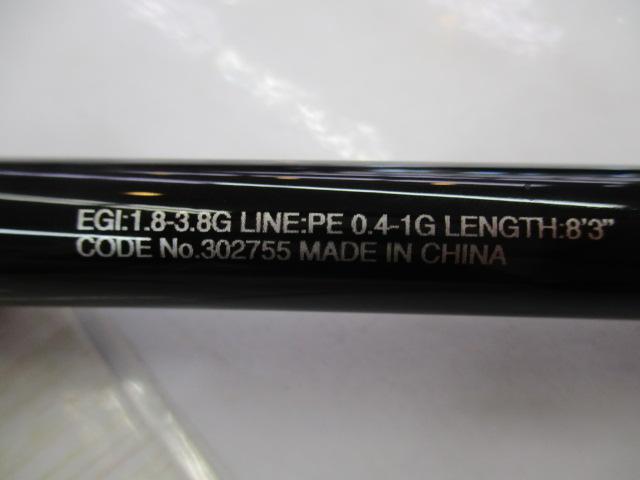 EGI:1.8-3.8G LINE:PE 0.4-1G LENGTH:8'3"
CODE No.302755 MADE IN CHINA